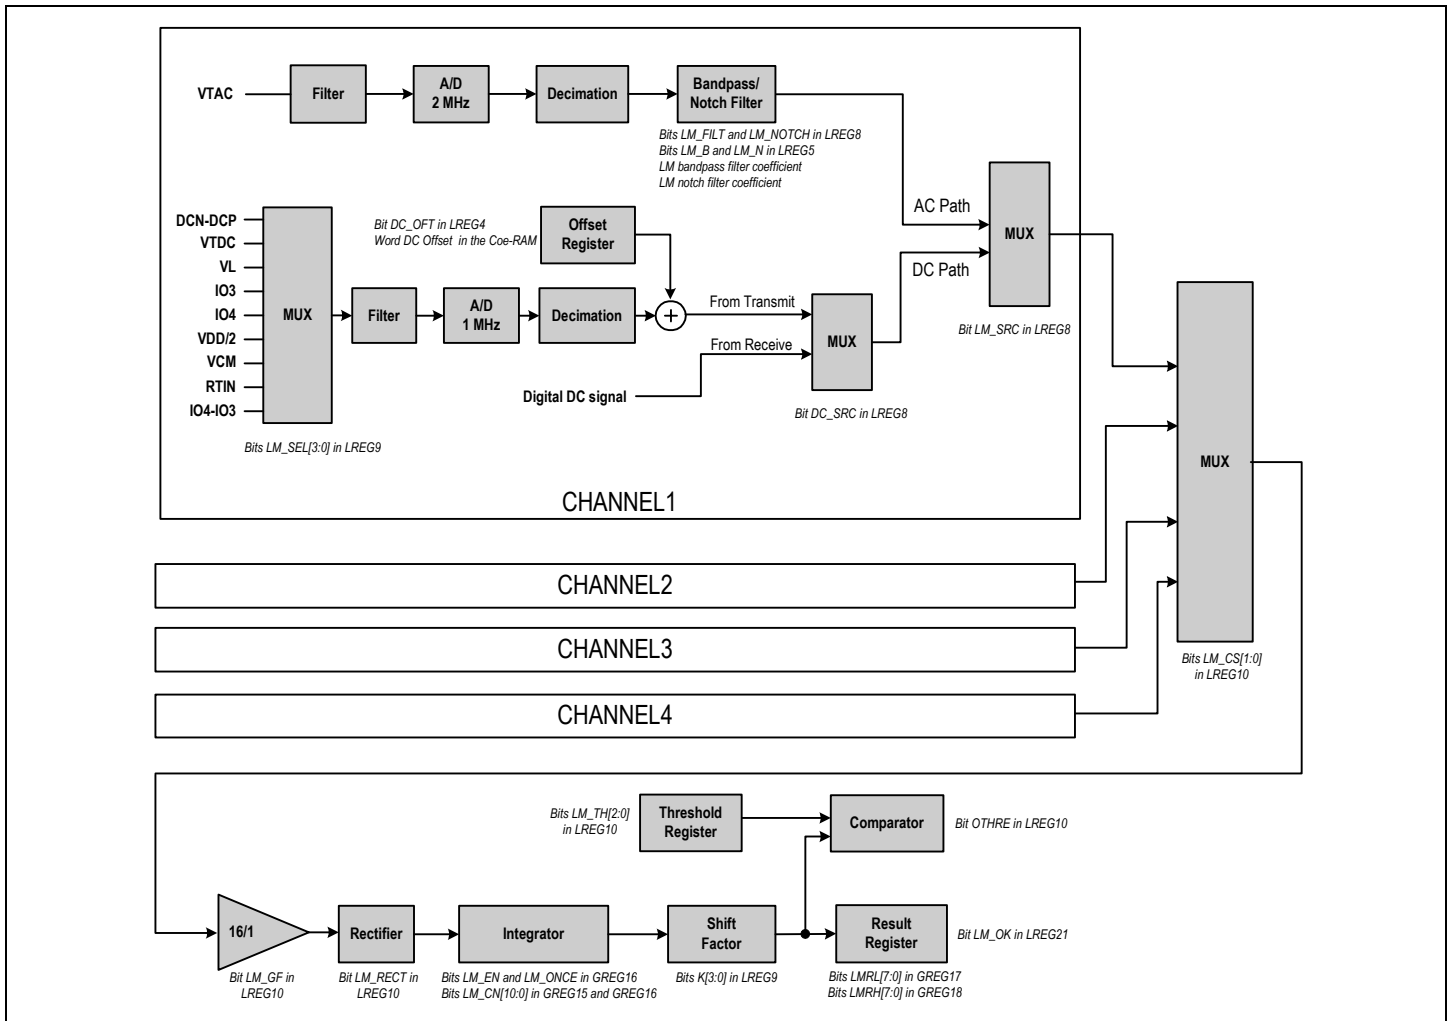 VTAC
Filter
A/D
2 MHz
Decimation
Bandpass/
Notch Filter
Bits LM_FILT and LM_NOTCH in LREG8
Bits LM_B and LM_N in LREG5
LM bandpass filter coefficient
LM notch filter coefficient
AC Path
MUX
DC Path
Bit LM_SRC in LREG8
DCN-DCP
VTDC
VL
IO3
IO4
VDD/2
VCM
RTIN
IO4-IO3
MUX
Bits LM_SEL[3:0] in LREG9
Filter
A/D
1 MHz
Decimation
Bit DC_OFT in LREG4
Word DC Offset in the Coe-RAM
Offset
Register
+
From Transmit
From Receive
Digital DC signal
MUX
Bit DC_SRC in LREG8
CHANNEL1
CHANNEL2
CHANNEL3
CHANNEL4
MUX
Bits LM_CS[1:0]
in LREG10
Bits LM_TH[2:0]
in LREG10
Threshold
Register
Comparator
Bit OTHRE in LREG10
16/1
Bit LM_GF in
LREG10
Rectifier
Bit LM_RECT in
LREG10
Integrator
Bits LM_EN and LM_ONCE in GREG16
Bits LM_CN[10:0] in GREG15 and GREG16
Shift
Factor
Bits K[3:0] in LREG9
Result
Register
Bit LM_OK in LREG21
Bits LMRL[7:0] in GREG17
Bits LMRH[7:0] in GREG18